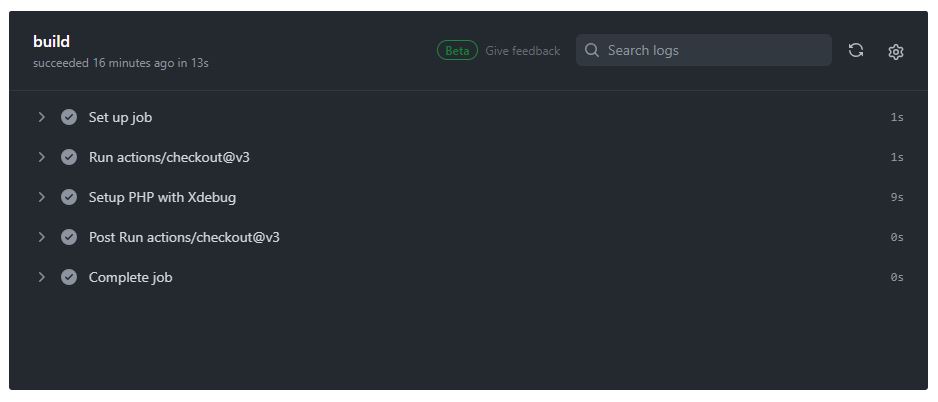 build
succeeded 16 minutes ago in 13s
Beta Give feedback
Search logs
Set up job 1s
Run actions/checkout@v3 1s
Setup PHP with Xdebug 9s
Post Run actions/checkout@v3 0s
Complete job 0s